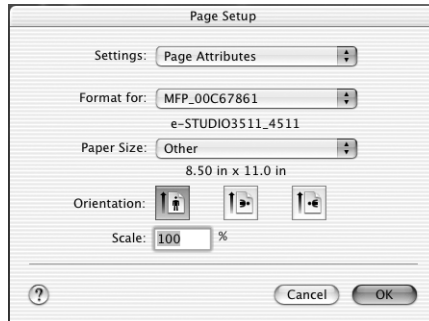 Page Setup
Settings: Page Attributes
Format for: MFP_00C67861
e-STUDIO3511_4511
Paper Size: Other
8.50 in x 11.0 in
Orientation:
Scale: 100 %
? Cancel OK